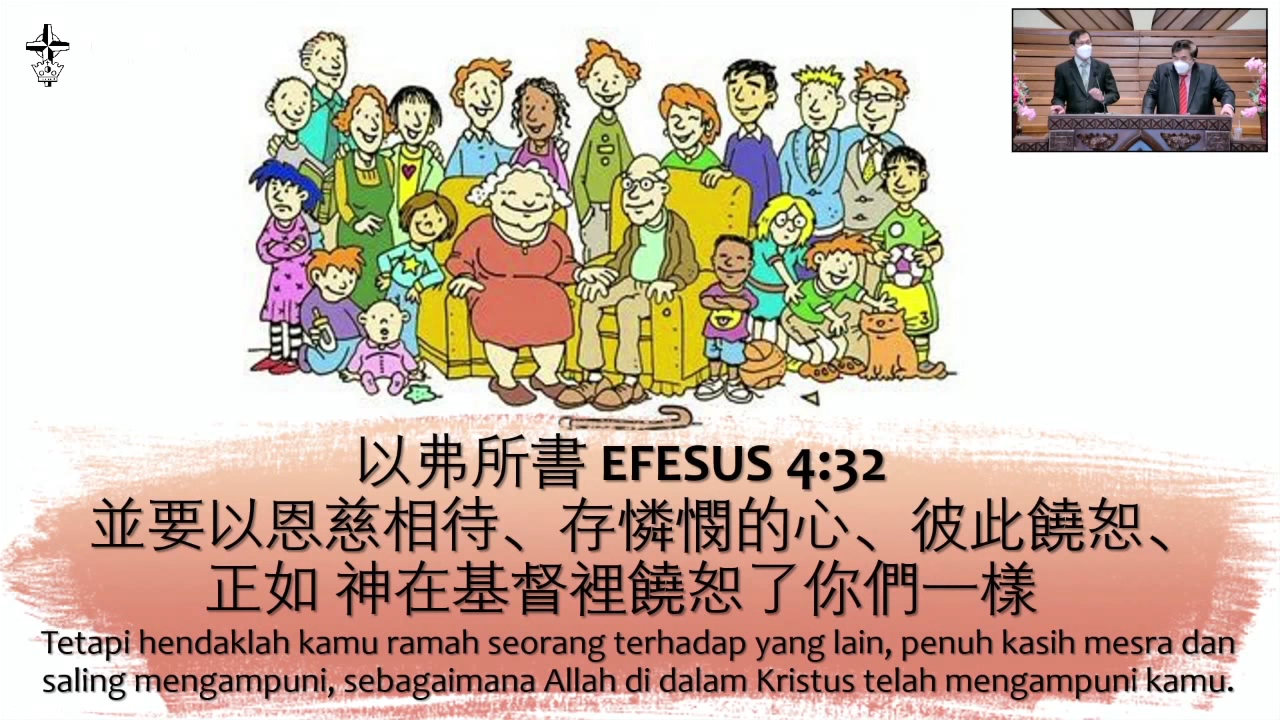 以弗所書 EFESUS 4:32
並要以恩慈相待、存憐憫的心、彼此饒恕、
正如 神在基督裡饒恕了你們一樣
Tetapi hendaklah kamu ramah seorang terhadap yang lain, penuh kasih mesra dan
saling mengampuni, sebagaimana Allah di dalam Kristus telah mengampuni kamu.